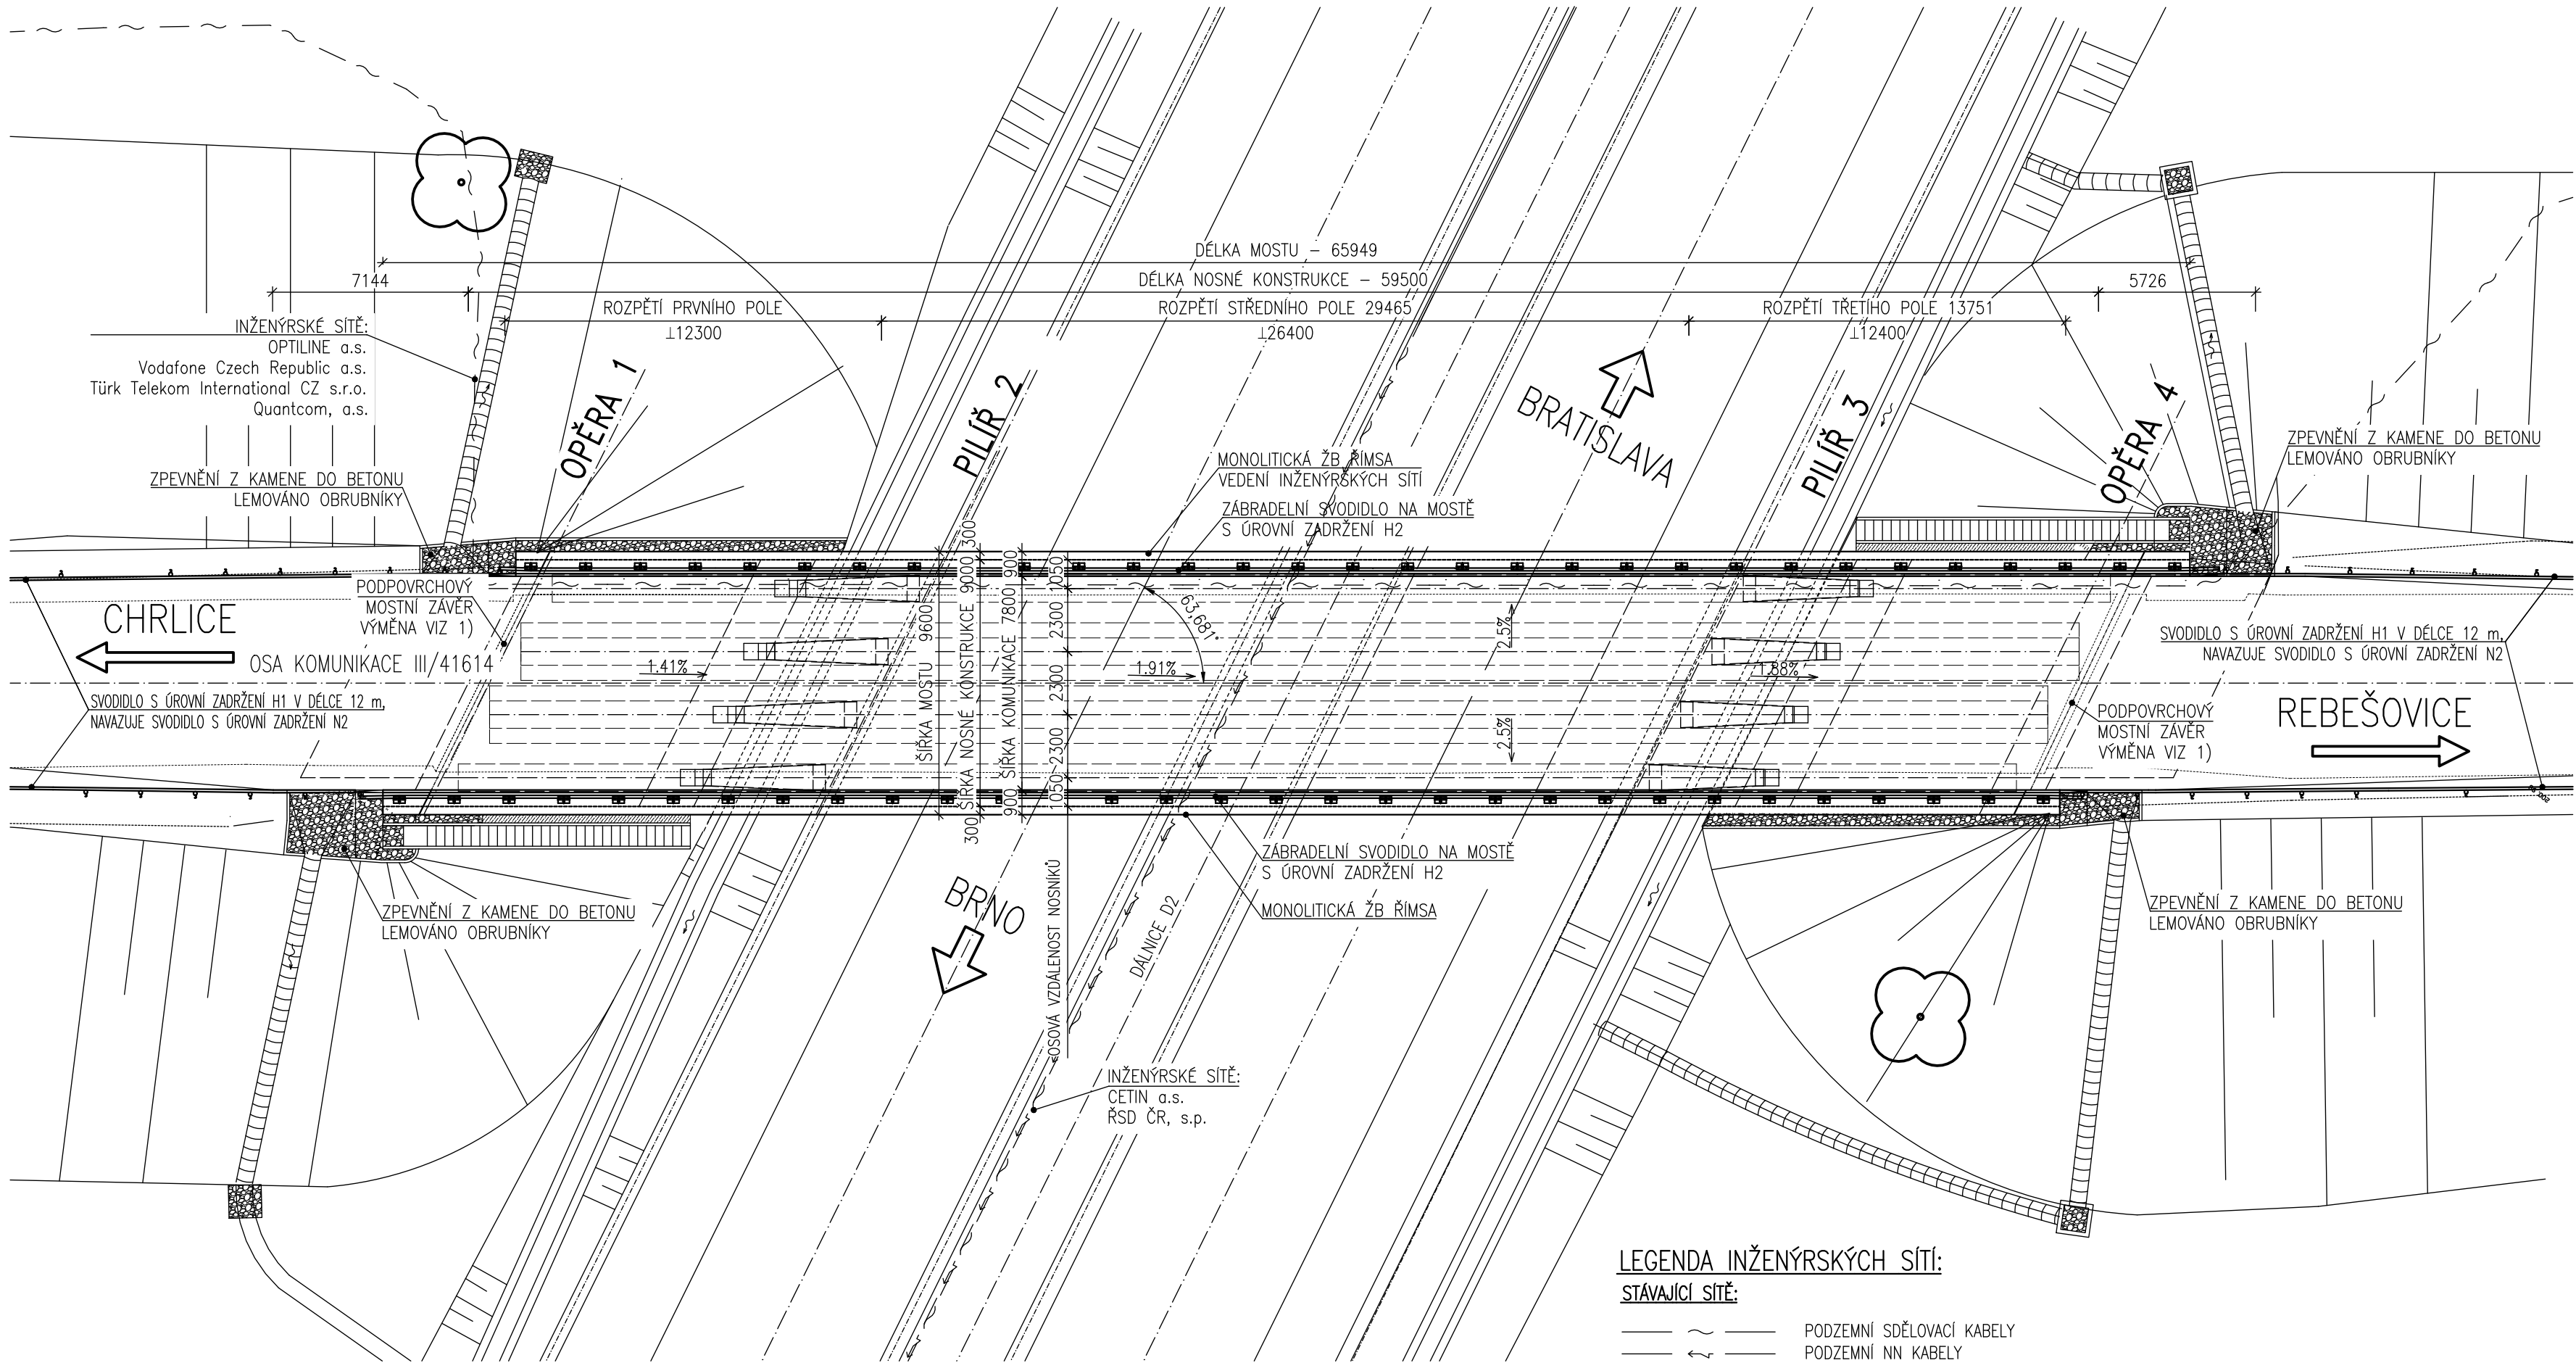 DÉLKA MOSTU - 65949
7144
DÉLKA NOSNÉ KONSTRUKCE - 59500
5726
ROZPĚTÍ PRVNÍHO POLE
⊥12300
ROZPĚTÍ STŘEDNÍHO POLE 29465
⊥26400
ROZPĚTÍ TŘETÍHO POLE 13751
⊥12400
INŽENÝRSKÉ SÍTĚ:
OPTILINE a.s.
Vodafone Czech Republic a.s.
Türk Telekom International CZ s.r.o.
Quantcom, a.s.
OPĚRA 1
PILÍŘ 2
BRATISLAVA
PILÍŘ 3
OPĚRA 4
ZPEVNĚNÍ Z KAMENE DO BETONU
LEMOVÁNO OBRUBNÍKY
MONOLITICKÁ ŽB ŘÍMSA
VEDENÍ INŽENÝRSKÝCH SÍTÍ
ZÁBRADELNÍ SVODIDLO NA MOSTĚ
S ÚROVNÍ ZADRŽENÍ H2
ZPEVNĚNÍ Z KAMENE DO BETONU
LEMOVÁNO OBRUBNÍKY
PODPOVRCHOVÝ
MOSTNÍ ZÁVĚR
VÝMĚNA VIZ 1)
CHRLICE
OSA KOMUNIKACE III/41614
SVODIDLO S ÚROVNÍ ZADRŽENÍ H1 V DÉLCE 12 m,
NAVAZUJE SVODIDLO S ÚROVNÍ ZADRŽENÍ N2
1.41%
ŠÍRKA MOSTU 9600
300 ŠÍRKA NOSNÉ KONSTRUKCE 9000 300
900 ŠÍRKA KOMUNIKACE 7800 900
1050 2300 2300 2300 1050
OSOVÁ VZDÁLENOST NOSNÍKŮ
63,681°
1.91%
2.5%
2.5%
1.88%
SVODIDLO S ÚROVNÍ ZADRŽENÍ H1 V DÉLCE 12 m,
NAVAZUJE SVODIDLO S ÚROVNÍ ZADRŽENÍ N2
PODPOVRCHOVÝ
MOSTNÍ ZÁVĚR
VÝMĚNA VIZ 1)
REBEŠOVICE
ZÁBRADELNÍ SVODIDLO NA MOSTĚ
S ÚROVNÍ ZADRŽENÍ H2
MONOLITICKÁ ŽB ŘÍMSA
BRNO
DÁLNICE D2
ZPEVNĚNÍ Z KAMENE DO BETONU
LEMOVÁNO OBRUBNÍKY
ZPEVNĚNÍ Z KAMENE DO BETONU
LEMOVÁNO OBRUBNÍKY
INŽENÝRSKÉ SÍTĚ:
CETIN a.s.
ŘSD ČR, s.p.
LEGENDA INŽENÝRSKÝCH SÍTÍ:
STÁVAJÍCÍ SÍTĚ:
PODZEMNÍ SDĚLOVACÍ KABELY
PODZEMNÍ NN KABELY